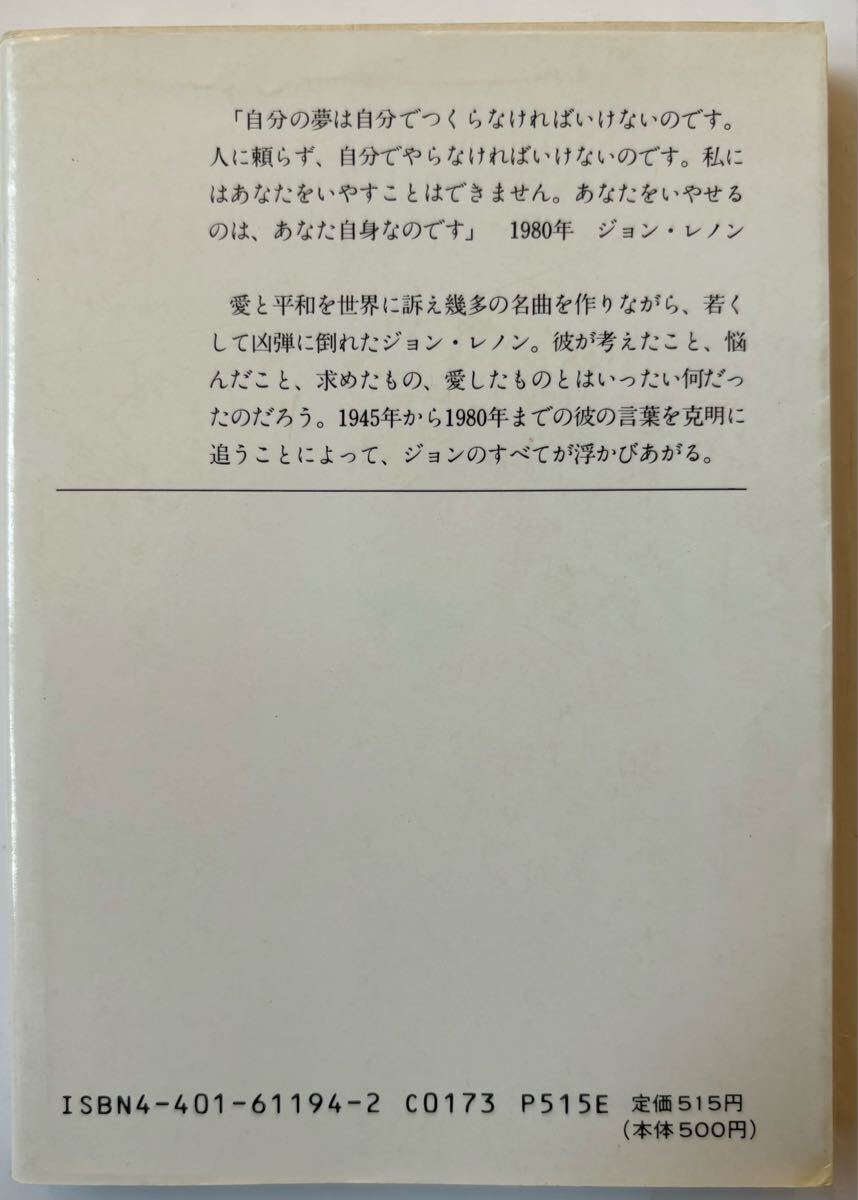 「自分の夢は自分でつくらなければいけないのです。
人に頼らず、自分でやらなければいけないのです。私に
はあなたをいやすことはできません。あなたをいやせる
のは、あなた自身なのです」　1980年　ジョン・レノン
愛と平和を世界に訴え幾多の名曲を作りながら、若く
して凶弾に倒れたジョン・レノン。彼が考えたこと、悩
んだこと、求めたもの、愛したものとはいったい何だっ
たのだろう。1945年から1980年までの彼の言葉を克明に
追うことによって、ジョンのすべてが浮かびあがる。
ISBN4-401-61194-2 C0173 P515E 定価515円
(本体500円)